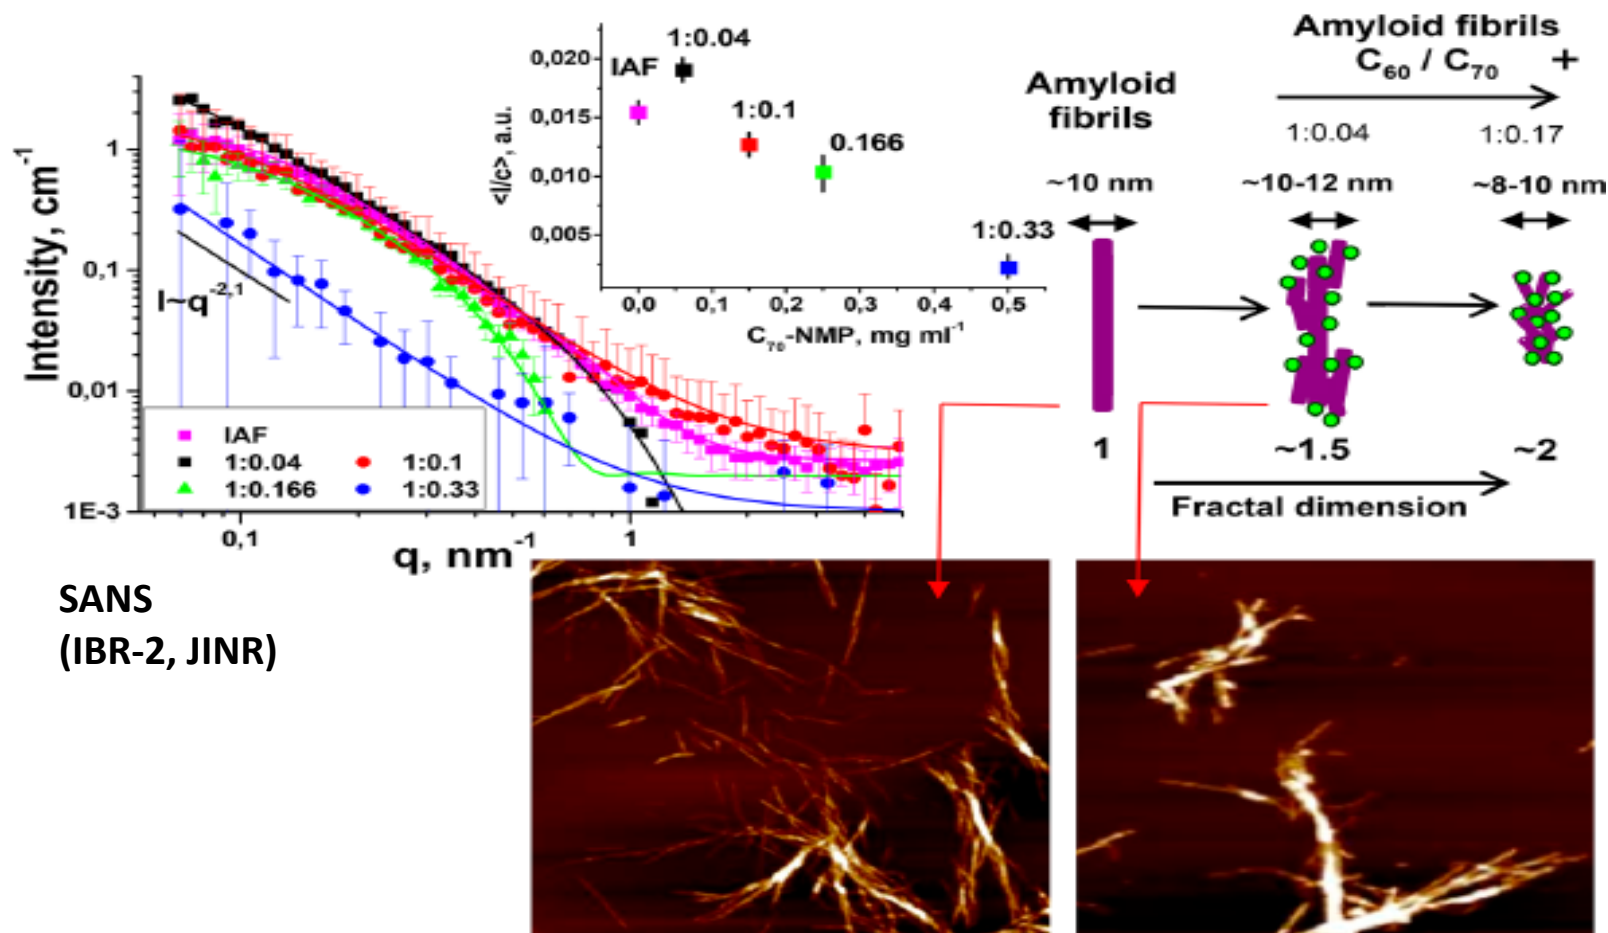 Intensity, cm-1
1
0,1
0,01
1E-3
0,1
1
q, nm-1
I~q-2,1
IAF
1:0.04
1:0.1
1:0.166
1:0.33
<I/c>, a.u.
0,020
0,015
0,010
0,005
0,0
0,1
0,2
0,3
0,4
0,5
C70-NMP, mg ml-1
IAF
1:0.04
1:0.1
0.166
1:0.33
Amyloid
fibrils
Amyloid fibrils
C60 / C70 +
1:0.04
1:0.17
~10 nm
~10-12 nm
~8-10 nm
1
~1.5
~2
Fractal dimension
SANS
(IBR-2, JINR)